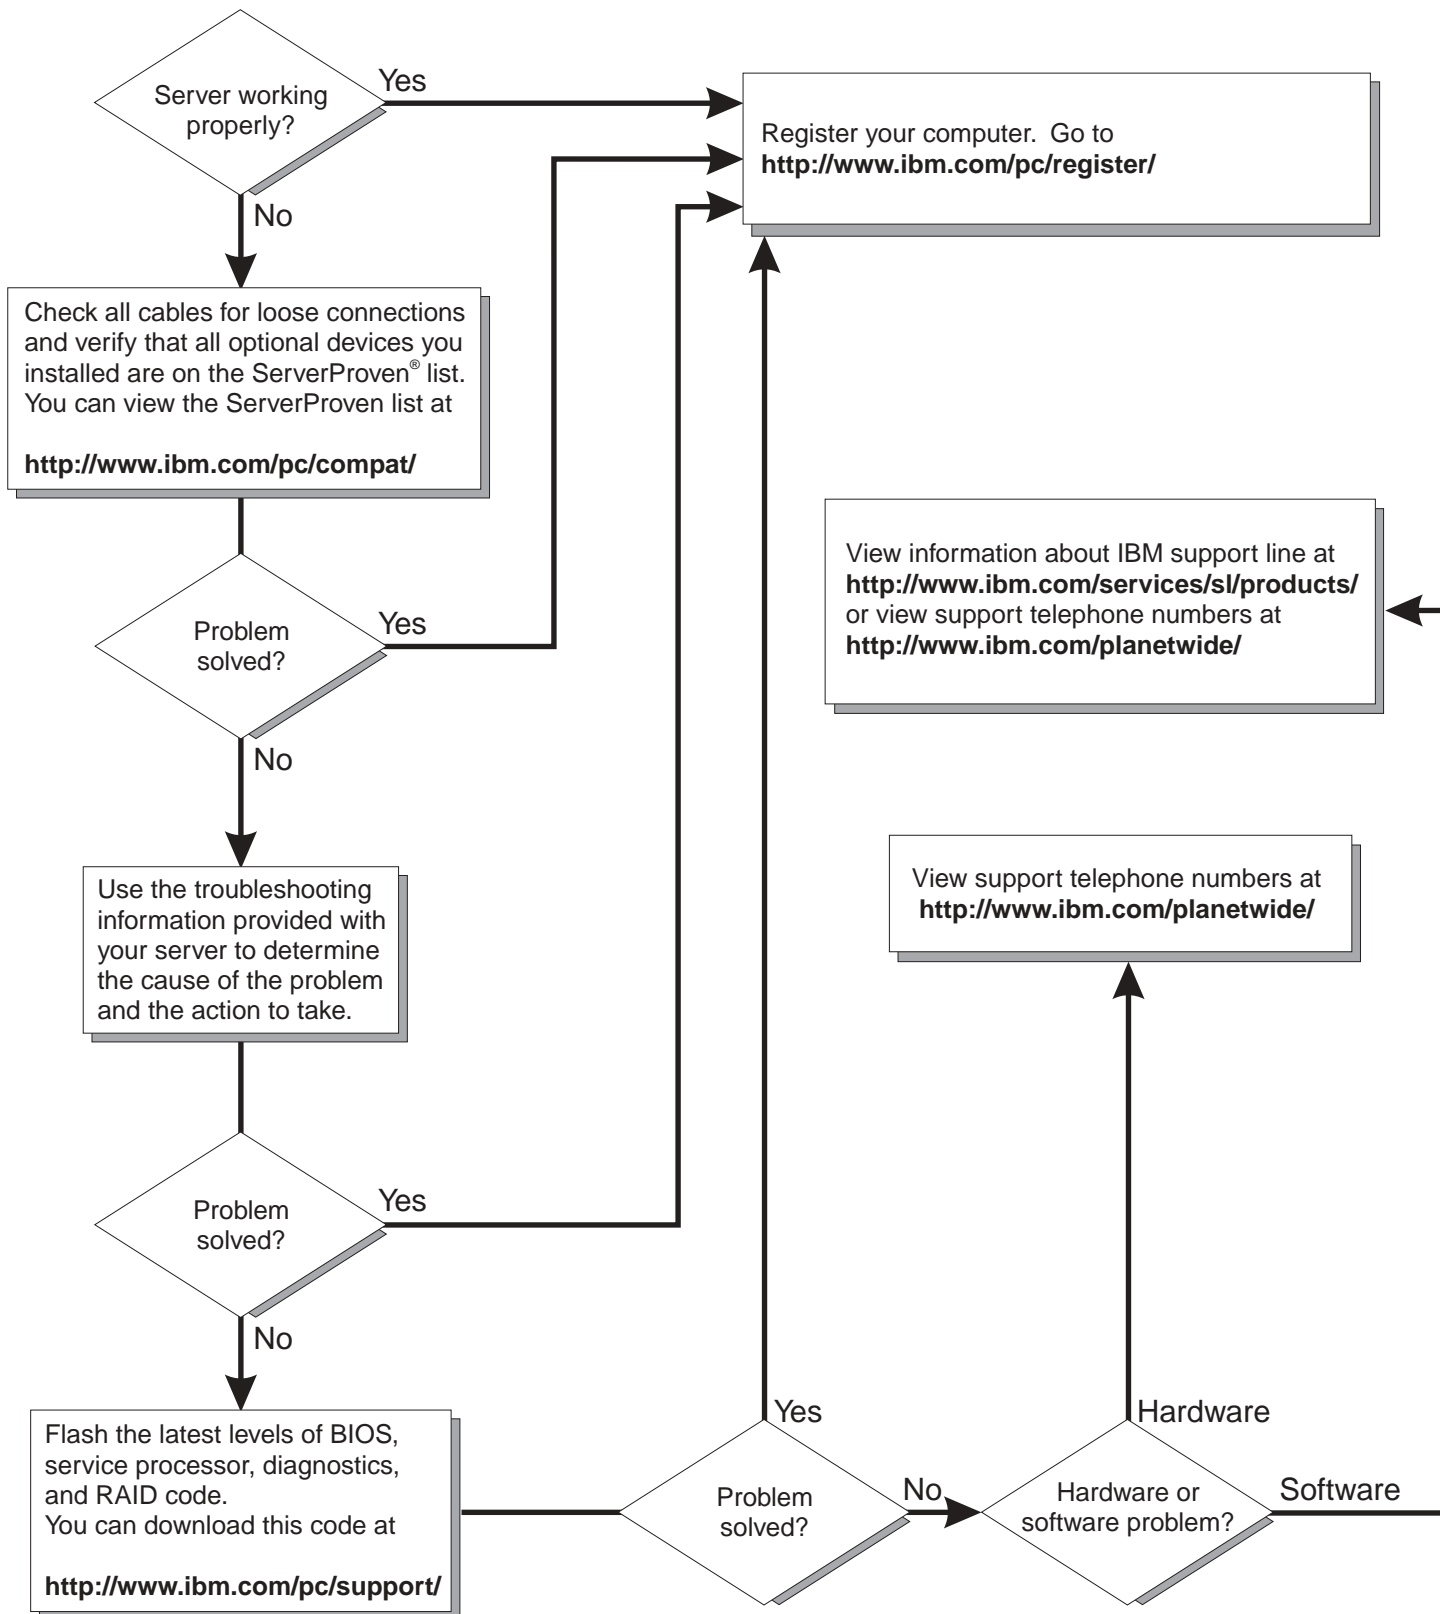 Server working
properly?
Yes
No
Register your computer.  Go to
http://www.ibm.com/pc/register/
Check all cables for loose connections
and verify that all optional devices you
installed are on the ServerProven® list.
You can view the ServerProven list at
http://www.ibm.com/pc/compat/
Problem
solved?
Yes
No
View information about IBM support line at
http://www.ibm.com/services/sl/products/
or view support telephone numbers at
http://www.ibm.com/planetwide/
Use the troubleshooting
information provided with
your server to determine
the cause of the problem
and the action to take.
View support telephone numbers at
http://www.ibm.com/planetwide/
Problem
solved?
Yes
No
Flash the latest levels of BIOS,
service processor, diagnostics,
and RAID code.
You can download this code at
http://www.ibm.com/pc/support/
Problem
solved?
Yes
No
Hardware or
software problem?
Hardware
Software